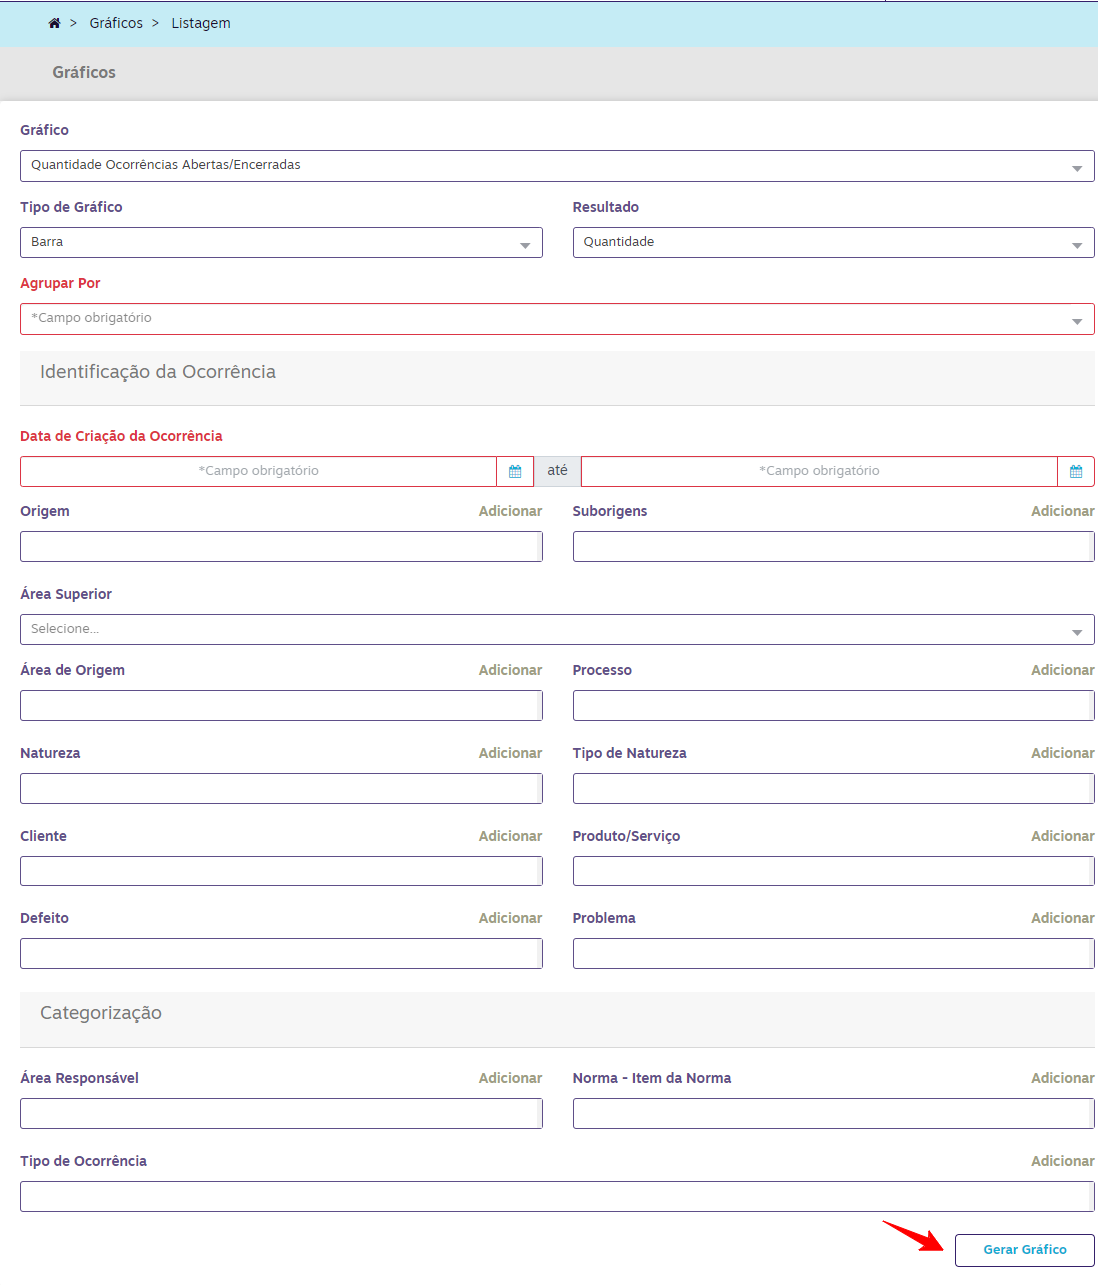 > Gráficos > Listagem
Gráficos
Gráfico
Quantidade Ocorrências Abertas/Encerradas
Tipo de Gráfico Resultado
Barra Quantidade
Agrupar Por
*Campo obrigatório
Identificação da Ocorrência
Data de Criação da Ocorrência
*Campo obrigatório até *Campo obrigatório
Origem Adicionar Suborigens Adicionar
Área Superior
Selecione...
Área de Origem Adicionar Processo Adicionar
Natureza Adicionar Tipo de Natureza Adicionar
Cliente Adicionar Produto/Serviço Adicionar
Defeito Adicionar Problema Adicionar
Categorização
Área Responsável Adicionar Norma - Item da Norma Adicionar
Tipo de Ocorrência Adicionar
Gerar Gráfico